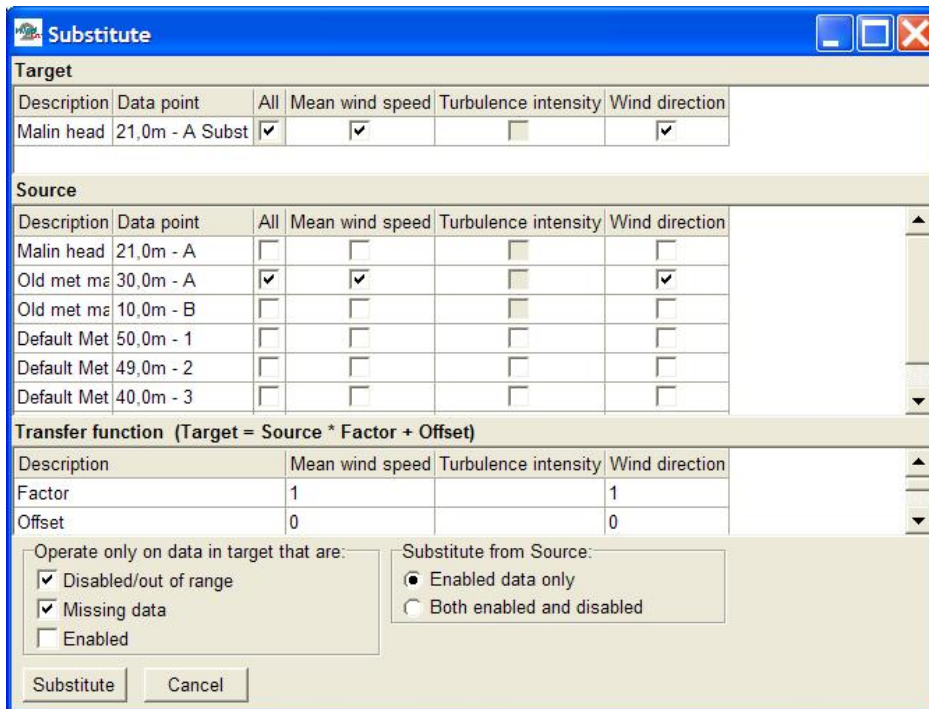 Substitute
Target
Description Data point All Mean wind speed Turbulence intensity Wind direction
Malin head 21,0m - A Subst
Source
Description Data point All Mean wind speed Turbulence intensity Wind direction
Malin head 21,0m - A
Old met ma 30,0m - A
Old met ma 10,0m - B
Default Met 50,0m - 1
Default Met 49,0m - 2
Default Met 40,0m - 3
Transfer function (Target = Source * Factor + Offset)
Description Mean wind speed Turbulence intensity Wind direction
Factor 1 1
Offset 0 0
Operate only on data in target that are: Substitute from Source:
Disabled/out of range Enabled data only
Missing data Both enabled and disabled
Enabled
Substitute Cancel